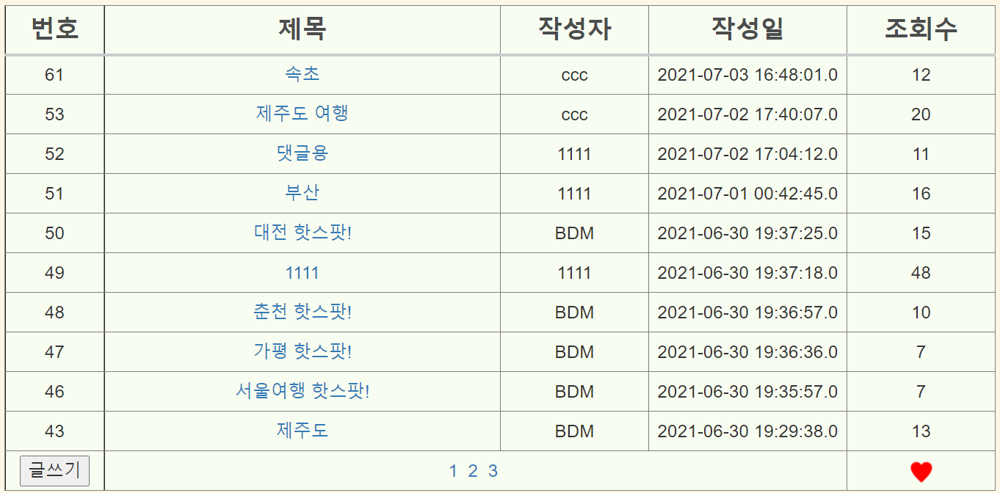 번호 제목 작성자 작성일 조회수
61 속초 ccc 2021-07-03 16:48:01.0 12
53 제주도 여행 ccc 2021-07-02 17:40:07.0 20
52 댓글용 1111 2021-07-02 17:04:12.0 11
51 부산 1111 2021-07-01 00:42:45.0 16
50 대전 핫스팟! BDM 2021-06-30 19:37:25.0 15
49 1111 1111 2021-06-30 19:37:18.0 48
48 춘천 핫스팟! BDM 2021-06-30 19:36:57.0 10
47 가평 핫스팟! BDM 2021-06-30 19:36:36.0 7
46 서울여행 핫스팟! BDM 2021-06-30 19:35:57.0 7
43 제주도 BDM 2021-06-30 19:29:38.0 13
글쓰기 1 2 3